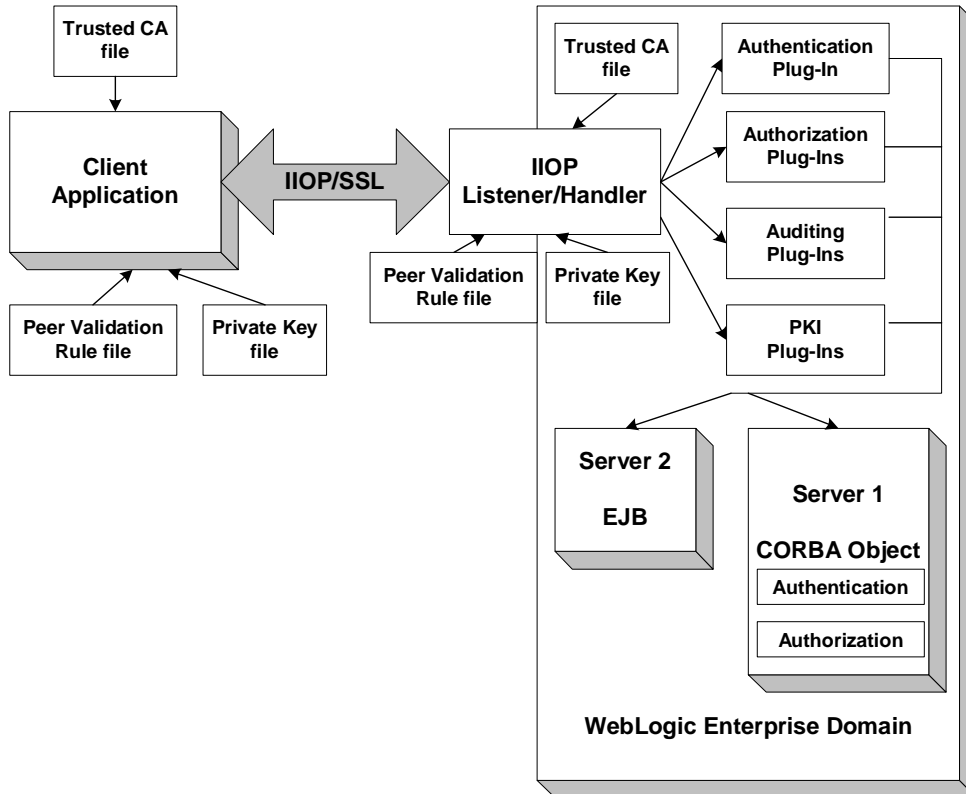 Trusted CA
file
Client
Application
Peer Validation
Rule file
Private Key
file
IIOP/SSL
Trusted CA
file
IIOP
Listener/Handler
Peer Validation
Rule file
Private Key
file
Authentication
Plug-In
Authorization
Plug-Ins
Auditing
Plug-Ins
PKI
Plug-Ins
Server 2
EJB
Server 1
CORBA Object
Authentication
Authorization
WebLogic Enterprise Domain